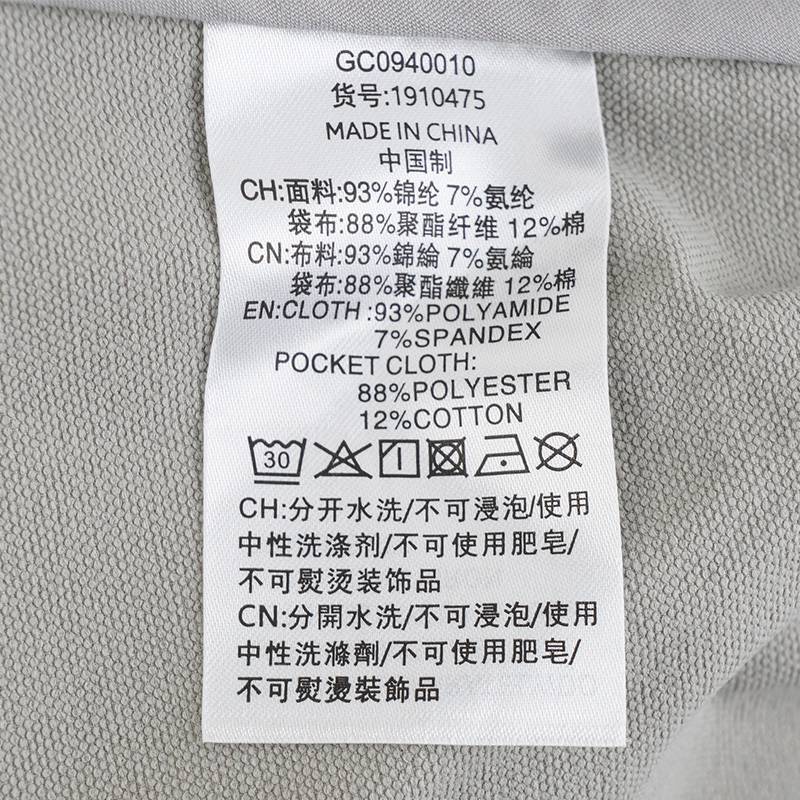 GC0940010
货号:1910475
MADE IN CHINA
中国制
CH:面料:93%锦纶 7%氨纶
袋布:88%聚酯纤维 12%棉
CN:布料:93%錦綸 7%氨綸
袋布:88%聚酯纖維 12%棉
EN:CLOTH :93%POLYAMIDE
7%SPANDEX
POCKET CLOTH:
88%POLYESTER
12%COTTON
30
CH:分开水洗/不可浸泡/使用
中性洗涤剂/不可使用肥皂/
不可熨烫装饰品
CN:分開水洗/不可浸泡/使用
中性洗滌劑/不可使用肥皂/
不可熨燙裝飾品